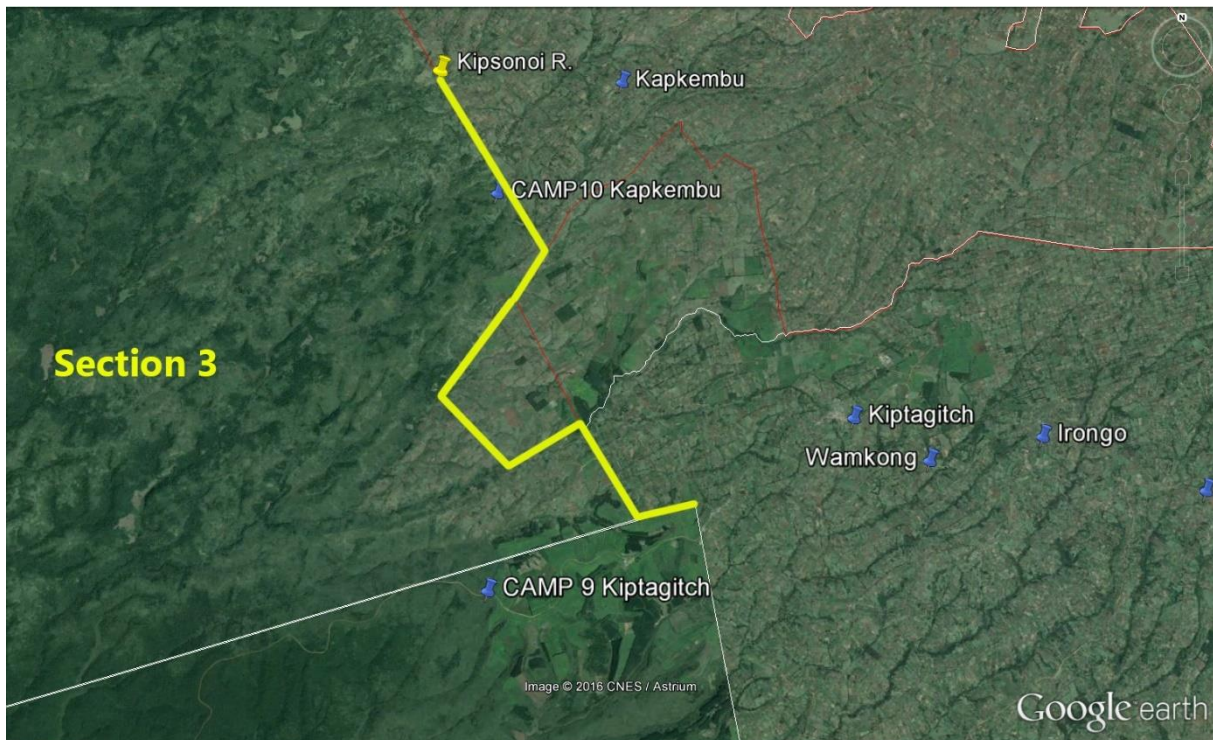 N
Kipsonoi R.
Kapkembu
CAMP10 Kapkembu
Section 3
Kiptagitch
Irongo
Wamkong
CAMP 9 Kiptagitch
Image © 2016 CNES / Astrium
Google earth